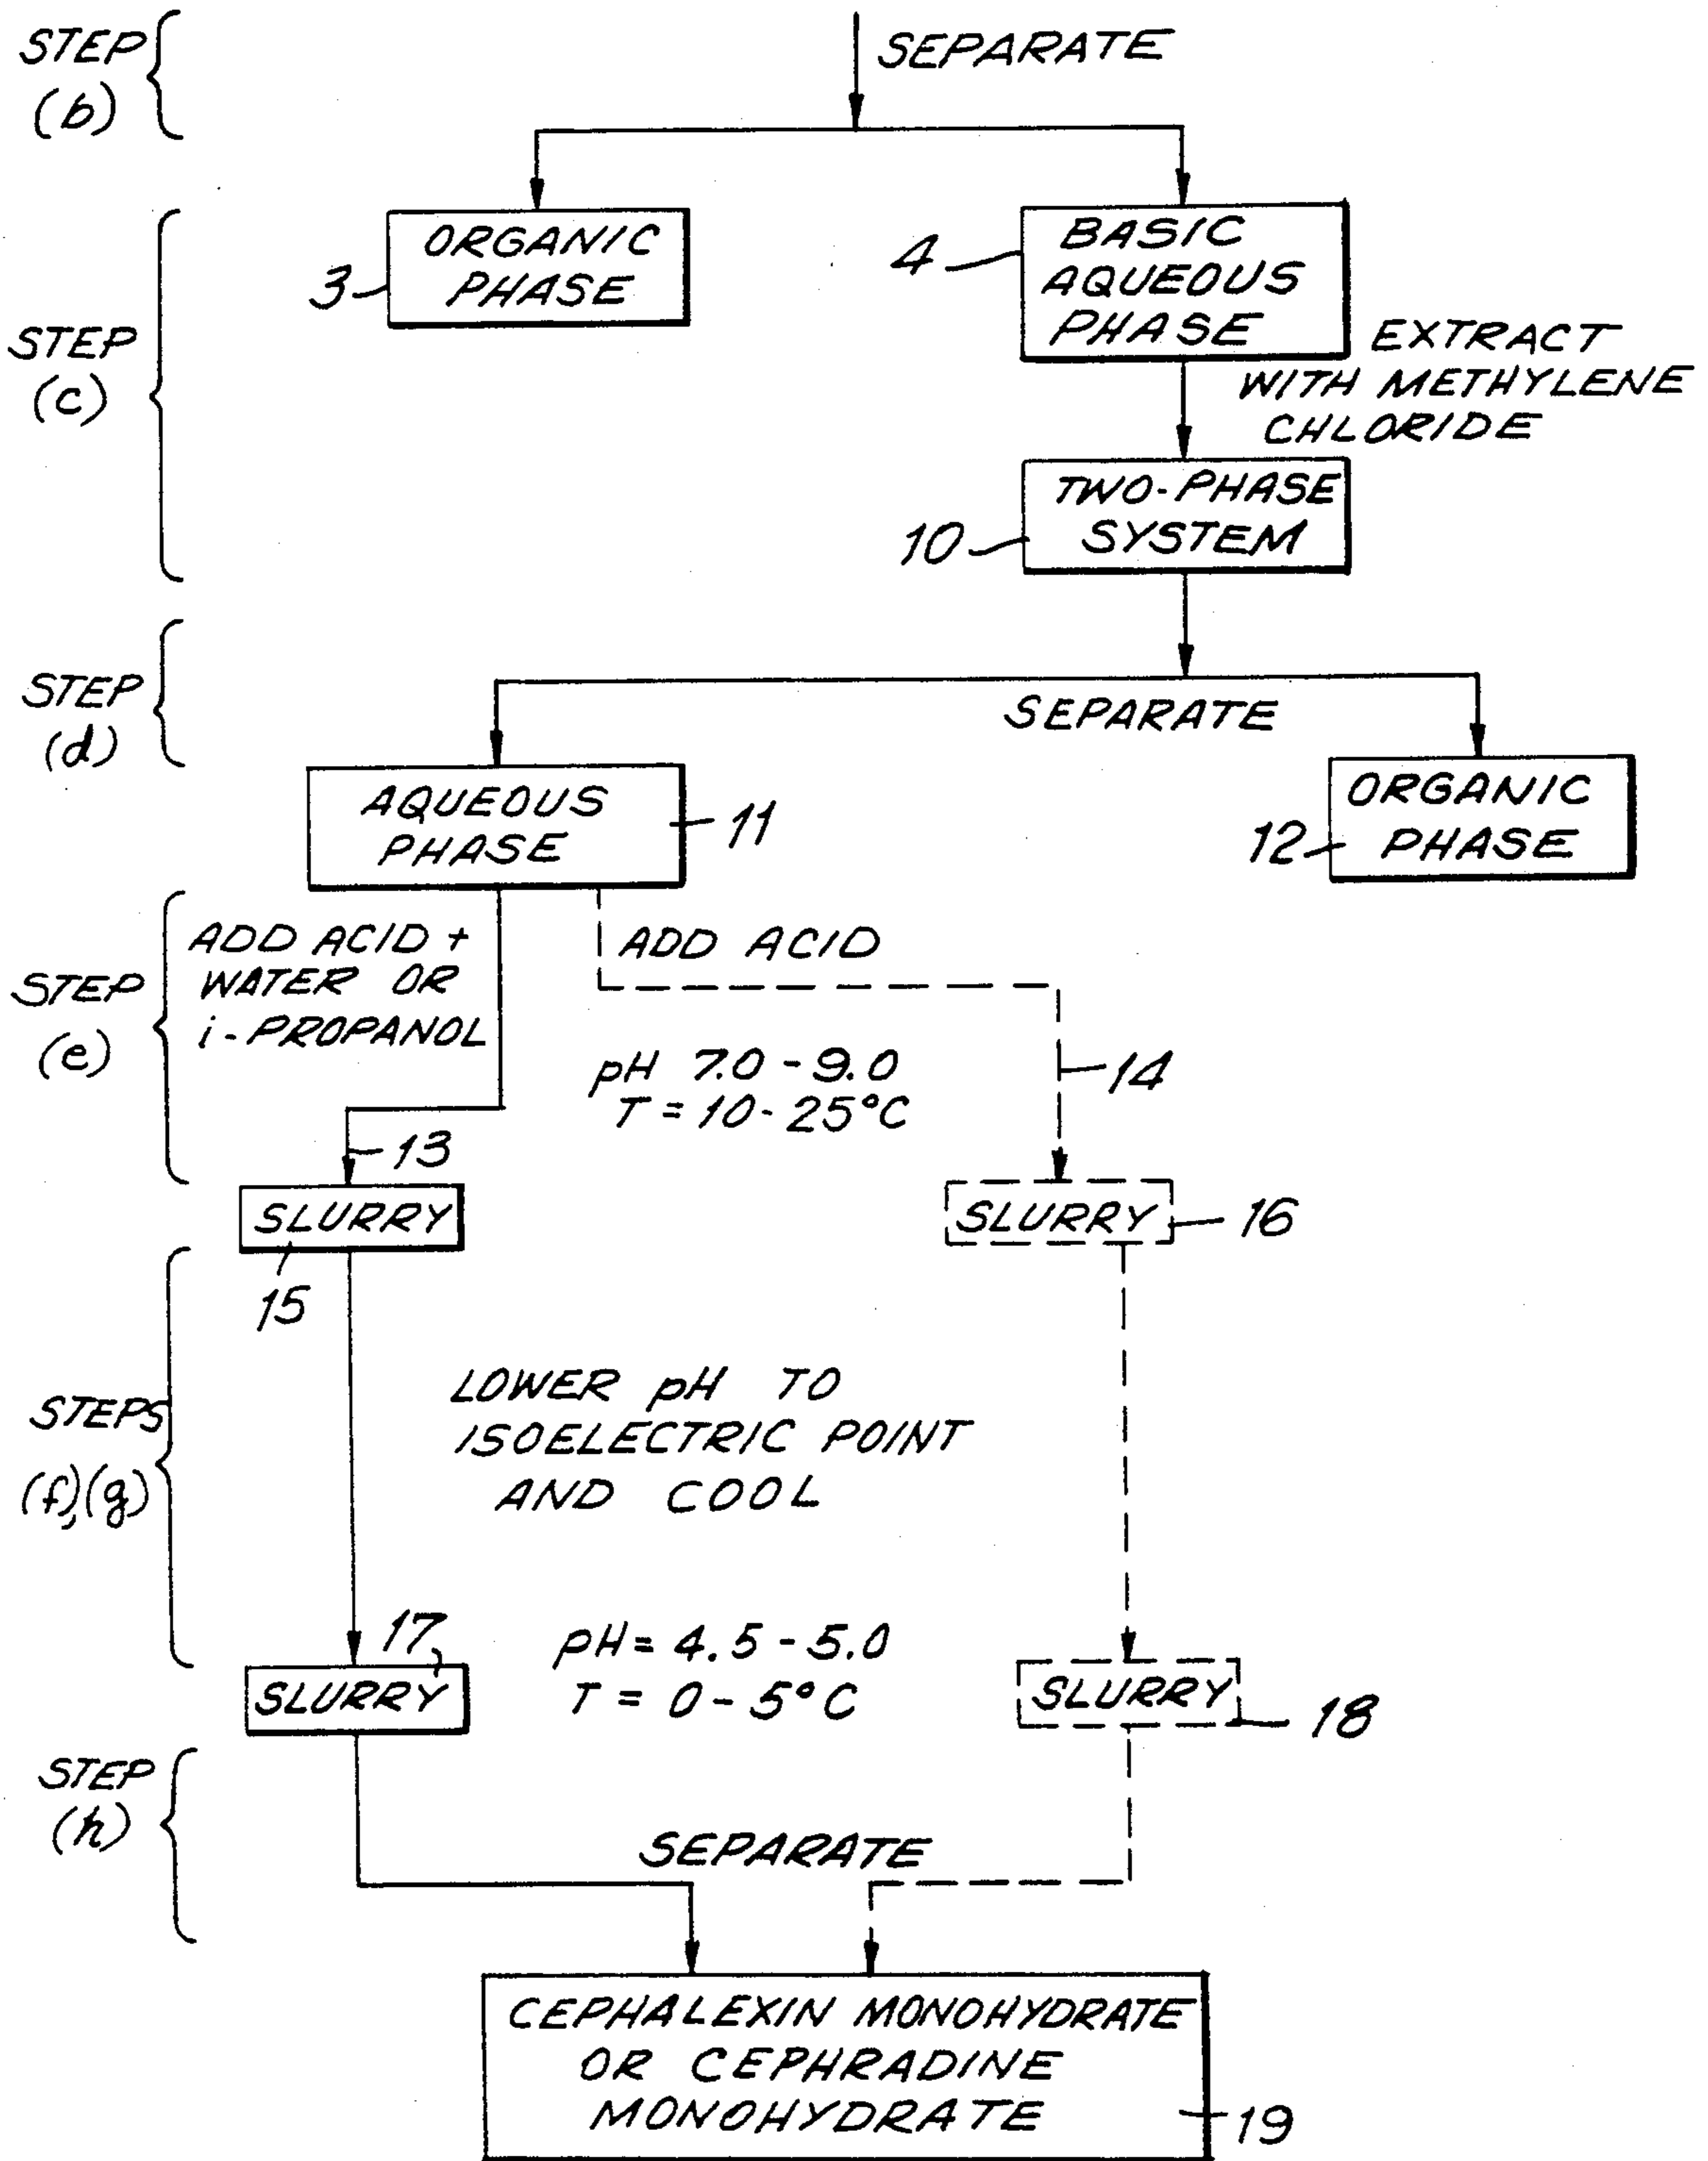 STEP
(b)
SEPARATE
ORGANIC
PHASE
3
4
BASIC
AQUEOUS
PHASE
STEP
(c)
EXTRACT
WITH METHYLENE
CHLORIDE
TWO-PHASE
SYSTEM
10
STEP
(d)
SEPARATE
AQUEOUS
PHASE
11
ORGANIC
PHASE
12
STEP
(e)
ADD ACID +
WATER OR
i-PROPANOL
ADD ACID
pH 7.0-9.0
T = 10-25°C
14
13
SLURRY
15
SLURRY
16
STEPS
(f),(g)
LOWER pH TO
ISOELECTRIC POINT
AND COOL
17
SLURRY
pH = 4.5-5.0
T = 0-5°C
SLURRY
18
STEP
(h)
SEPARATE
CEPHALEXIN MONOHYDRATE
OR CEPHRADINE
MONOHYDRATE
19